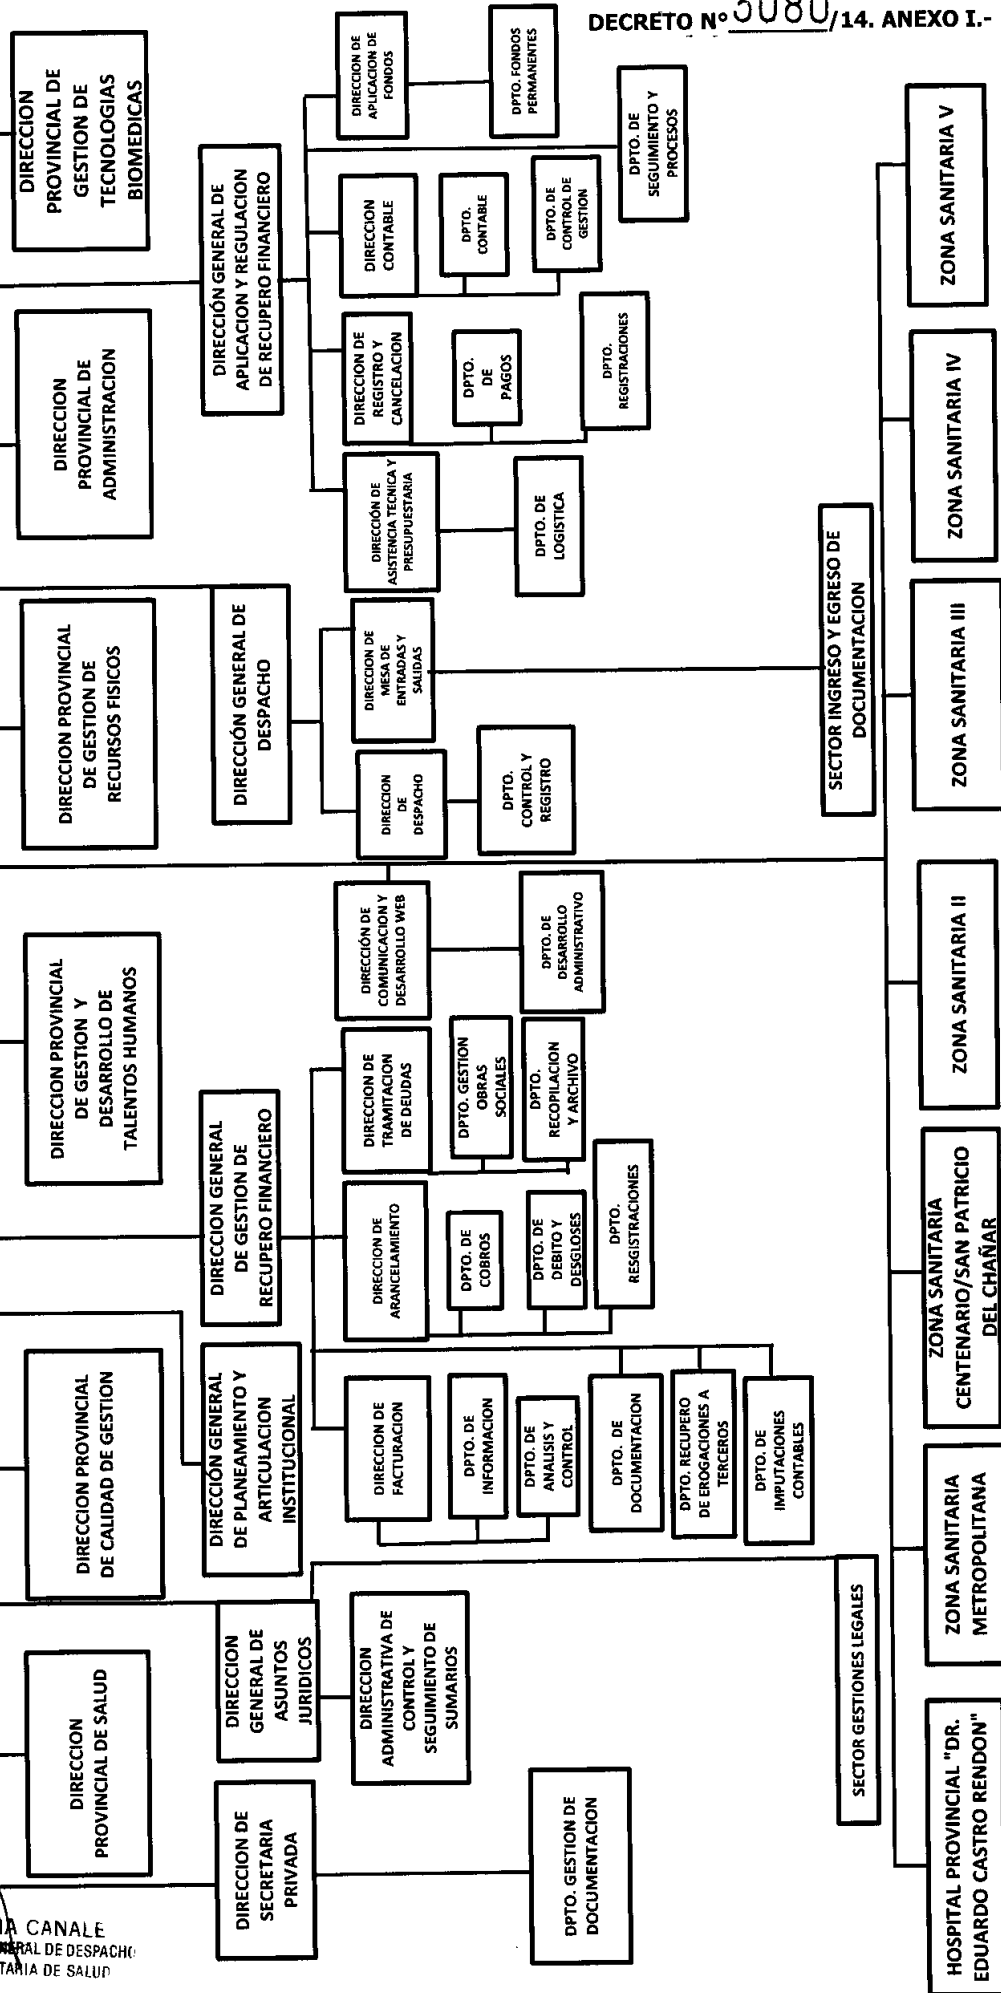 DECRETO Nº 3080/14. ANEXO I.-
DIRECCION
PROVINCIAL DE SALUD
DIRECCION PROVINCIAL
DE CALIDAD DE GESTION
DIRECCION PROVINCIAL
DE GESTION Y
DESARROLLO DE
TALENTOS HUMANOS
DIRECCION PROVINCIAL
DE GESTION DE
RECURSOS FISICOS
DIRECCION
PROVINCIAL DE
ADMINISTRACION
DIRECCION
PROVINCIAL DE
GESTION DE
TECNOLOGIAS
BIOMEDICAS
DIRECCION DE
SECRETARIA
PRIVADA
DIRECCION
GENERAL DE
ASUNTOS
JURIDICOS
DIRECCIÓN GENERAL
DE PLANEAMIENTO Y
ARTICULACION
INSTITUCIONAL
DIRECCION GENERAL
DE GESTION DE
RECUPERO FINANCIERO
DIRECCIÓN GENERAL DE
DESPACHO
DIRECCIÓN GENERAL DE
APLICACION Y REGULACION
DE RECUPERO FINANCIERO
DPTO. GESTION DE
DOCUMENTACION
DIRECCION
ADMINISTRATIVA DE
CONTROL Y
SEGUIMIENTO DE
SUMARIOS
DIRECCION DE
FACTURACION
DPTO. DE
INFORMACION
DPTO. DE
ANALISIS Y
CONTROL
DPTO. DE
DOCUMENTACION
DPTO. RECUPERO
DE EROGACIONES A
TERCEROS
DPTO. DE
IMPUTACIONES
CONTABLES
DIRECCION DE
ARANCELAMIENTO
DPTO. DE
COBROS
DPTO. DE
DEBITO Y
DESGLOSES
DPTO.
RESGISTRACIONES
DIRECCION DE
TRAMITACION
DE DEUDAS
DPTO. GESTION
OBRAS
SOCIALES
DPTO.
RECOPILACION
Y ARCHIVO
DIRECCIÓN DE
COMUNICACION Y
DESARROLLO WEB
DPTO. DE
DESARROLLO
ADMINISTRATIVO
DIRECCION
DE
DESPACHO
DPTO.
CONTROL Y
REGISTRO
DIRECCION DE
MESA DE
ENTRADAS Y
SALIDAS
DIRECCIÓN DE
ASISTENCIA TECNICA Y
PRESUPUESTARIA
DPTO. DE
LOGISTICA
DIRECCION DE
REGISTRO Y
CANCELACION
DPTO.
DE
PAGOS
DPTO.
REGISTRACIONES
DIRECCION
CONTABLE
DPTO.
CONTABLE
DPTO. DE
CONTROL DE
GESTION
DIRECCION DE
APLICACION DE
FONDOS
DPTO. FONDOS
PERMANENTES
DPTO. DE
SEGUIMIENTO Y
PROCESOS
SECTOR GESTIONES LEGALES
SECTOR INGRESO Y EGRESO DE
DOCUMENTACION
HOSPITAL PROVINCIAL "DR.
EDUARDO CASTRO RENDON"
ZONA SANITARIA
METROPOLITANA
ZONA SANITARIA
CENTENARIO/SAN PATRICIO
DEL CHAÑAR
ZONA SANITARIA II
ZONA SANITARIA III
ZONA SANITARIA IV
ZONA SANITARIA V
CANALE
DE DESPACHO
DE SALUD